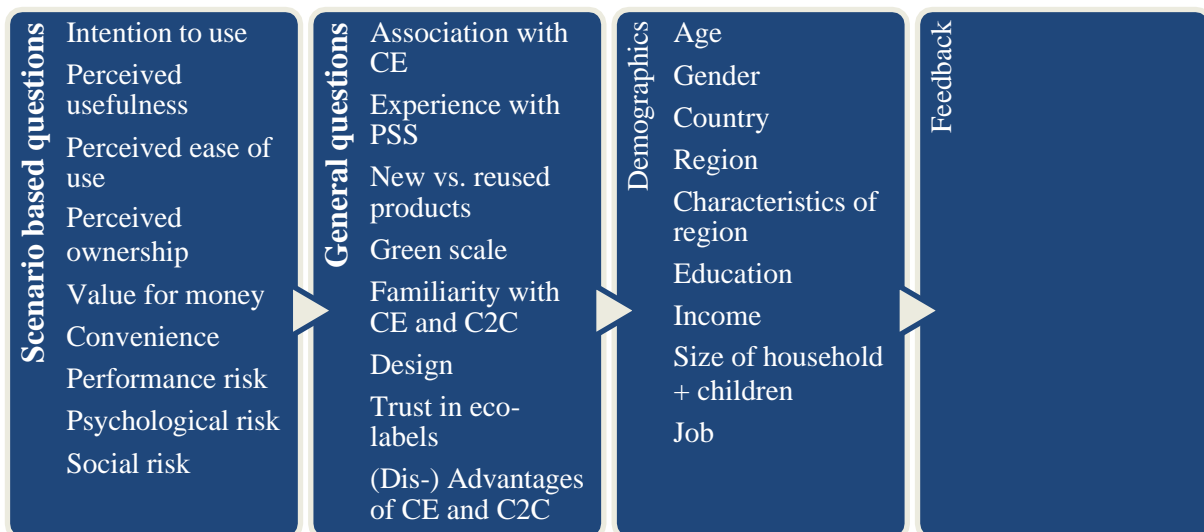 Scenario based questions
Intention to use
Perceived
usefulness
Perceived ease of
use
Perceived
ownership
Value for money
Convenience
Performance risk
Psychological risk
Social risk
General questions
Association with
CE
Experience with
PSS
New vs. reused
products
Green scale
Familiarity with
CE and C2C
Design
Trust in eco-
labels
(Dis-) Advantages
of CE and C2C
Demographics
Age
Gender
Country
Region
Characteristics of
region
Education
Income
Size of household
+ children
Job
Feedback